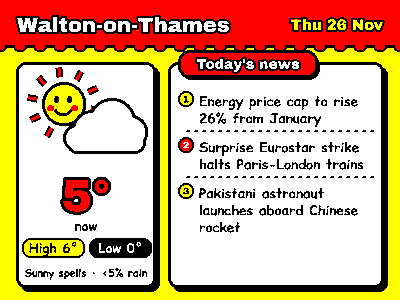 Walton-on-Thames
Thu 26 Nov
Today's news
1 Energy price cap to rise
26% from January
2 Surprise Eurostar strike
halts Paris-London trains
3 Pakistani astronaut
launches aboard Chinese
rocket
5°
now
High 6° Low 0°
Sunny spells · <5% rain